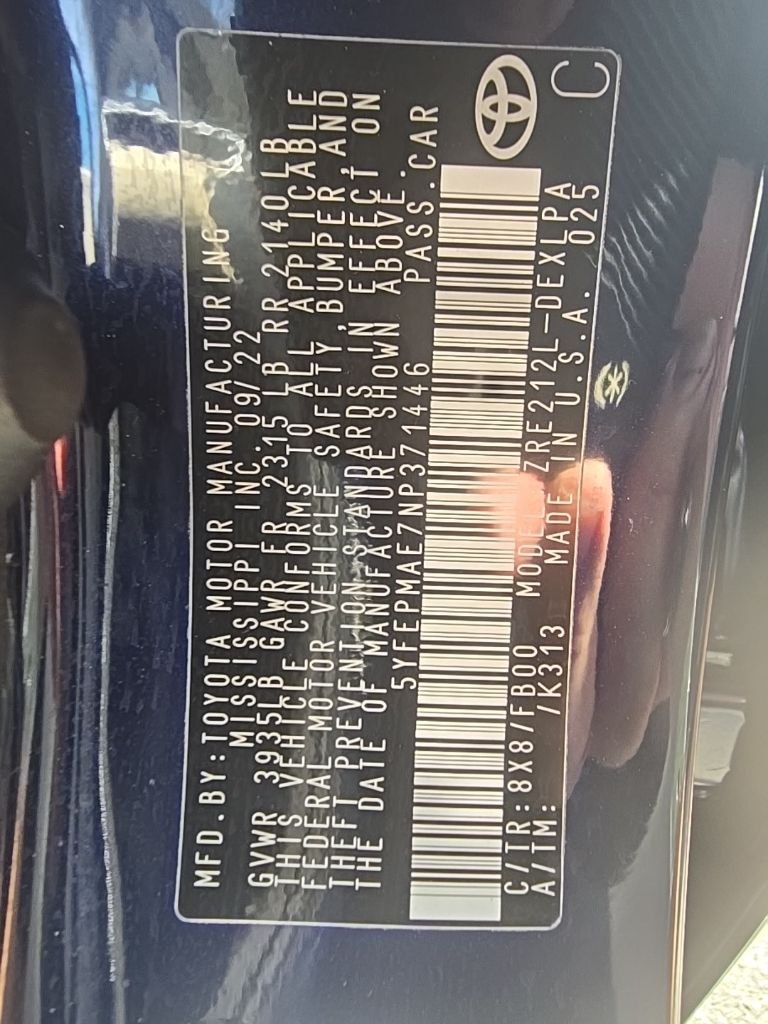 MFD.BY:TOYOTA MOTOR MANUFACTURING
MISSISSIPPI INC. 09/22
GVWR 3935LB GAWR FR 2315 LB RR 2140LB
THIS VEHICLE CONFORMS TO ALL APPLICABLE
FEDERAL MOTOR VEHICLE SAFETY, BUMPER, AND
THEFT PREVENTION STANDARDS IN EFFECT ON
THE DATE OF MANUFACTURE SHOWN ABOVE.
5YFEPMAE7NP371446 PASS.CAR
C/TR:8X8/FB00 MODEL:ZRE212L-DEXLPA
A/TM: /K313 MADE IN U.S.A. 025
C